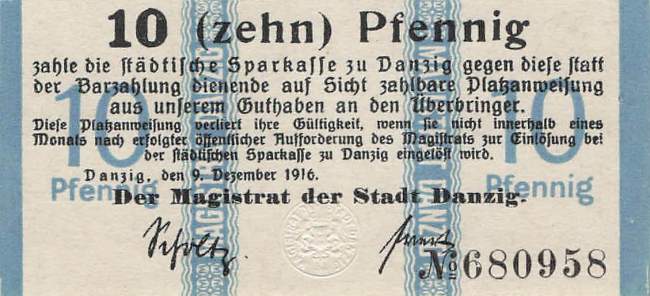 10 (zehn) Pfennig
zahle die städtische Sparkasse zu Danzig gegen diese statt
der Barzahlung dienende auf Sicht zahlbare Platzanweisung
aus unserem Guthaben an den Überbringer.
Diese Platzanweisung verliert ihre Gültigkeit, wenn sie nicht innerhalb eines
Monats nach erfolgter öffentlicher Aufforderung des Magistrats zur Einlösung bei
der städtischen Sparkasse zu Danzig eingelöst wird.
10 Pfennig
10 Pfennig
Danzig, den 9. Dezember 1916.
Der Magistrat der Stadt Danzig.
Scholtz
№ 680958